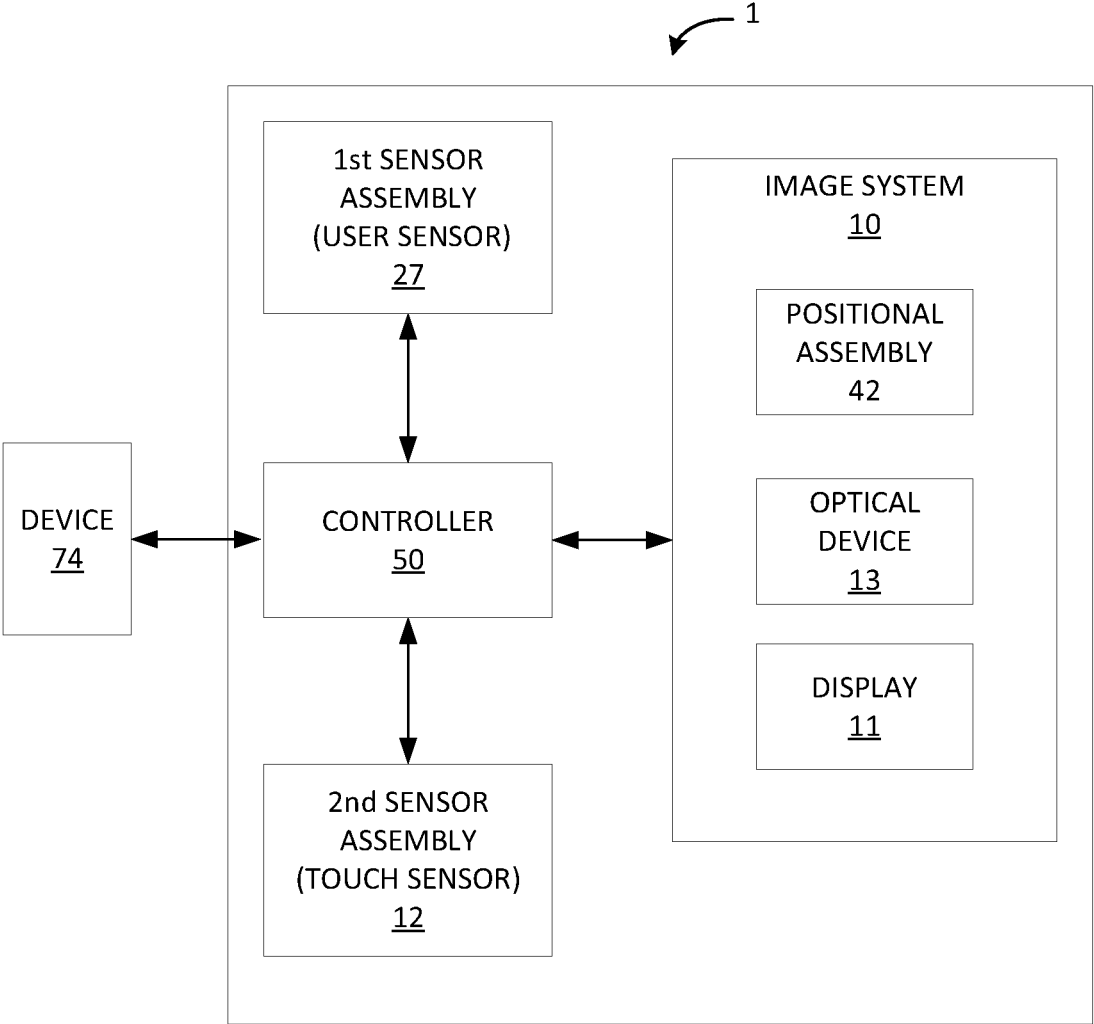 1
1st SENSOR
ASSEMBLY
(USER SENSOR)
27
IMAGE SYSTEM
10
POSITIONAL
ASSEMBLY
42
DEVICE
74
CONTROLLER
50
OPTICAL
DEVICE
13
DISPLAY
11
2nd SENSOR
ASSEMBLY
(TOUCH SENSOR)
12